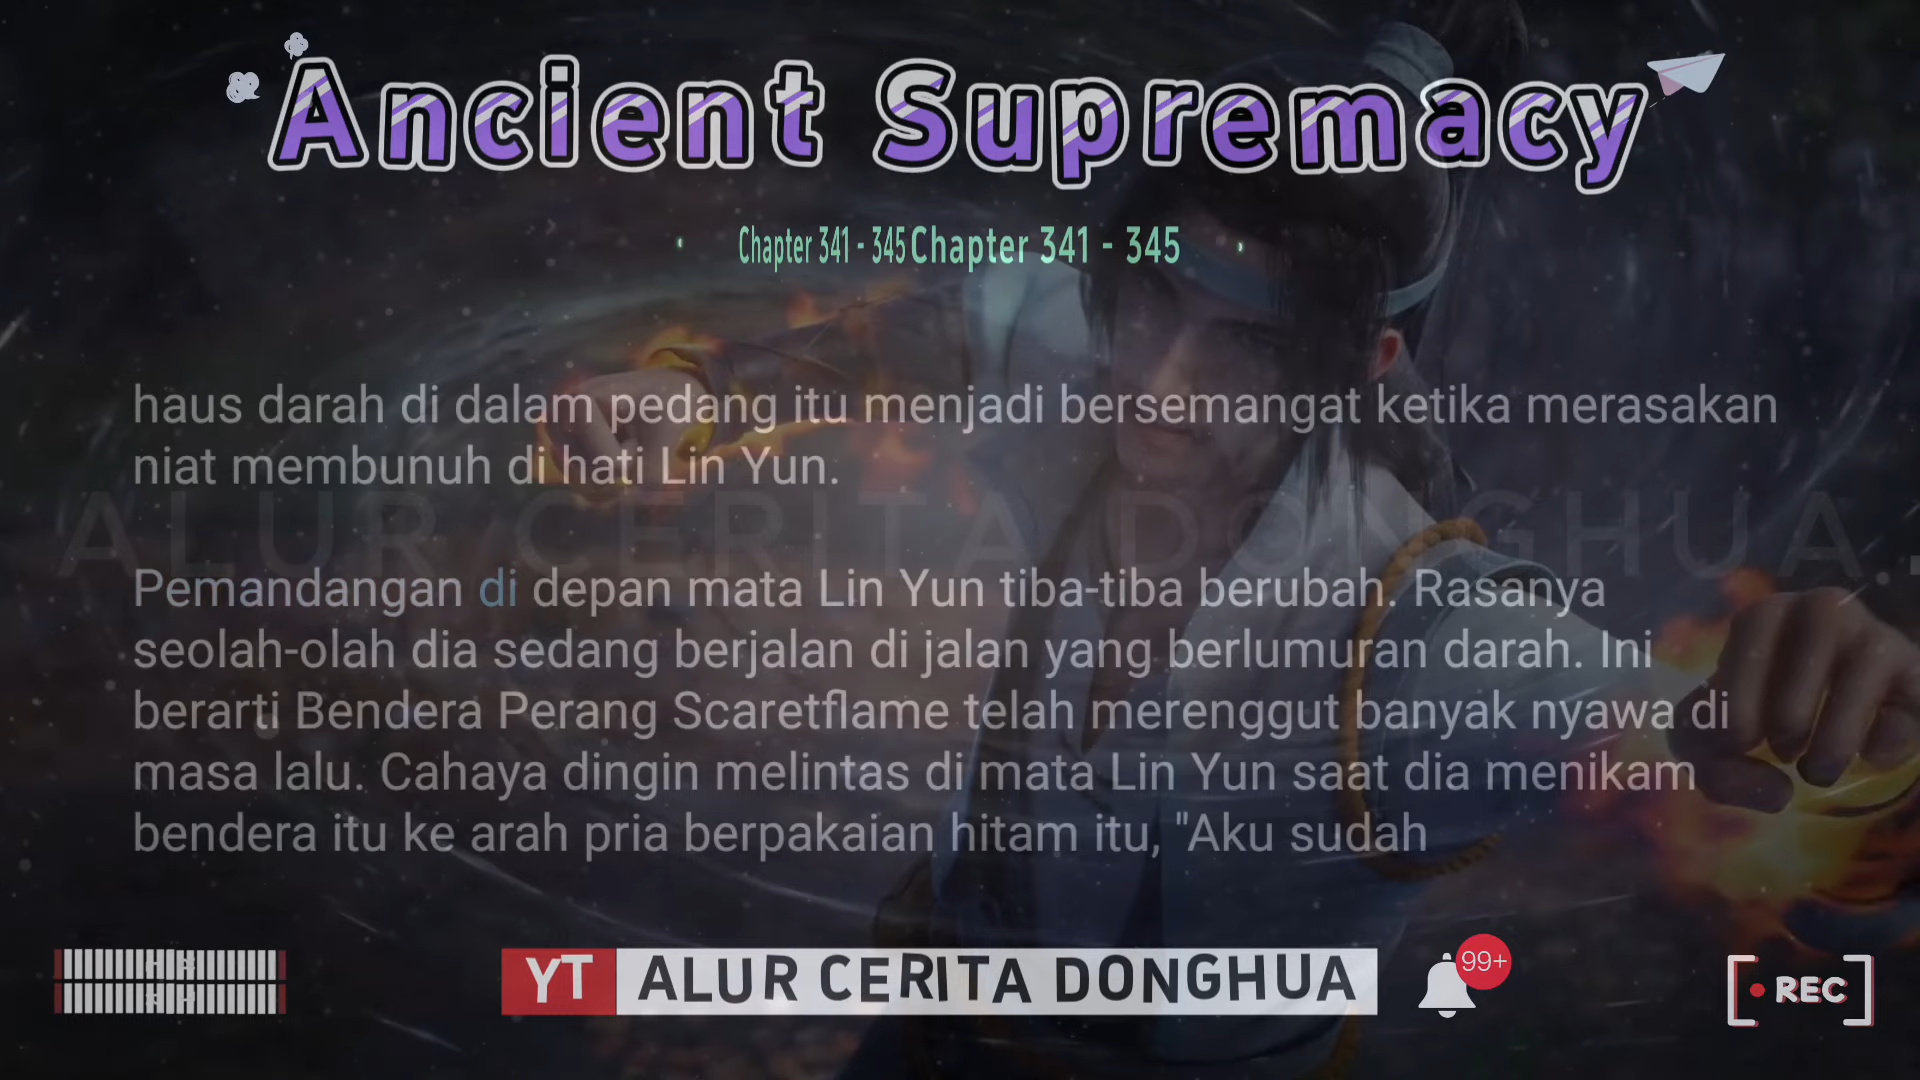 Ancient Supremacy
Chapter 341 - 345Chapter 341 - 345
haus darah di dalam pedang itu menjadi bersemangat ketika merasakan
niat membunuh di hati Lin Yun.
ALUR CERITA DONGHUA
Pemandangan di depan mata Lin Yun tiba-tiba berubah. Rasanya
seolah-olah dia sedang berjalan di jalan yang berlumuran darah. Ini
berarti Bendera Perang Scaretflame telah merenggut banyak nyawa di
masa lalu. Cahaya dingin melintas di mata Lin Yun saat dia menikam
bendera itu ke arah pria berpakaian hitam itu, "Aku sudah
YT ALUR CERITA DONGHUA
99+
REC